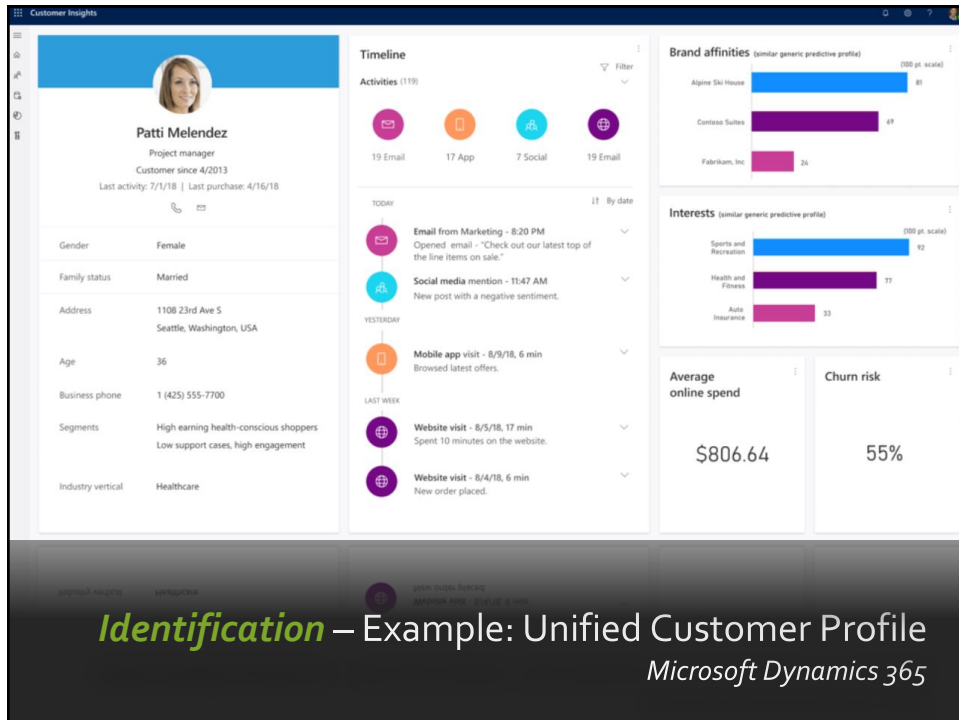 Customer Insights
?
Patti Melendez
Project manager
Customer since 4/2013
Last activity: 7/1/18 | Last purchase: 4/16/18
Gender Female
Family status Married
Address 1108 23rd Ave S
Seattle, Washington, USA
Age 36
Business phone 1 (425) 555-7700
Segments High earning health-conscious shoppers
Low support cases, high engagement
Industry vertical Healthcare
Timeline
Filter
Activities (119)
19 Email 17 App 7 Social 19 Email
TODAY By date
Email from Marketing - 8:20 PM
Opened email - "Check out our latest top of
the line items on sale."
Social media mention - 11:47 AM
New post with a negative sentiment.
YESTERDAY
Mobile app visit - 8/9/18, 6 min
Browsed latest offers.
LAST WEEK
Website visit - 8/5/18, 17 min
Spent 10 minutes on the website.
Website visit - 8/4/18, 6 min
New order placed.
Brand affinities (similar generic predictive profile)
(100 pt. scale)
Alpine Ski House 81
Contoso Suites 69
Fabrikam, Inc 24
Interests (similar generic predictive profile)
(100 pt. scale)
Sports and
Recreation 92
Health and
Fitness 77
Auto
Insurance 33
Average
online spend
$806.64
Churn risk
55%
Identification – Example: Unified Customer Profile
Microsoft Dynamics 365